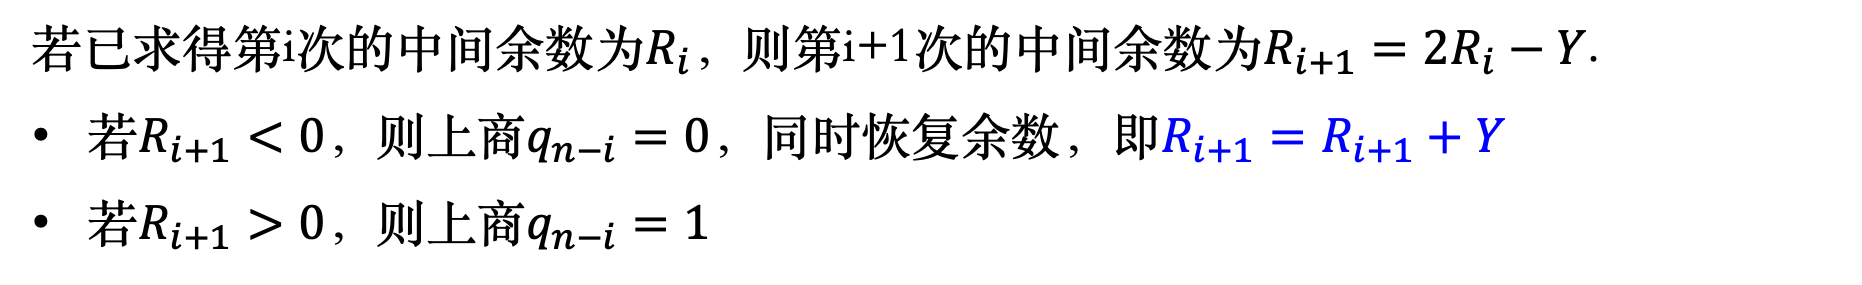 若已求得第i次的中间余数为Rᵢ，则第i+1次的中间余数为Rᵢ₊₁ = 2Rᵢ − Y.
• 若Rᵢ₊₁ < 0，则上商qₙ₋ᵢ = 0，同时恢复余数，即Rᵢ₊₁ = Rᵢ₊₁ + Y
• 若Rᵢ₊₁ > 0，则上商qₙ₋ᵢ = 1